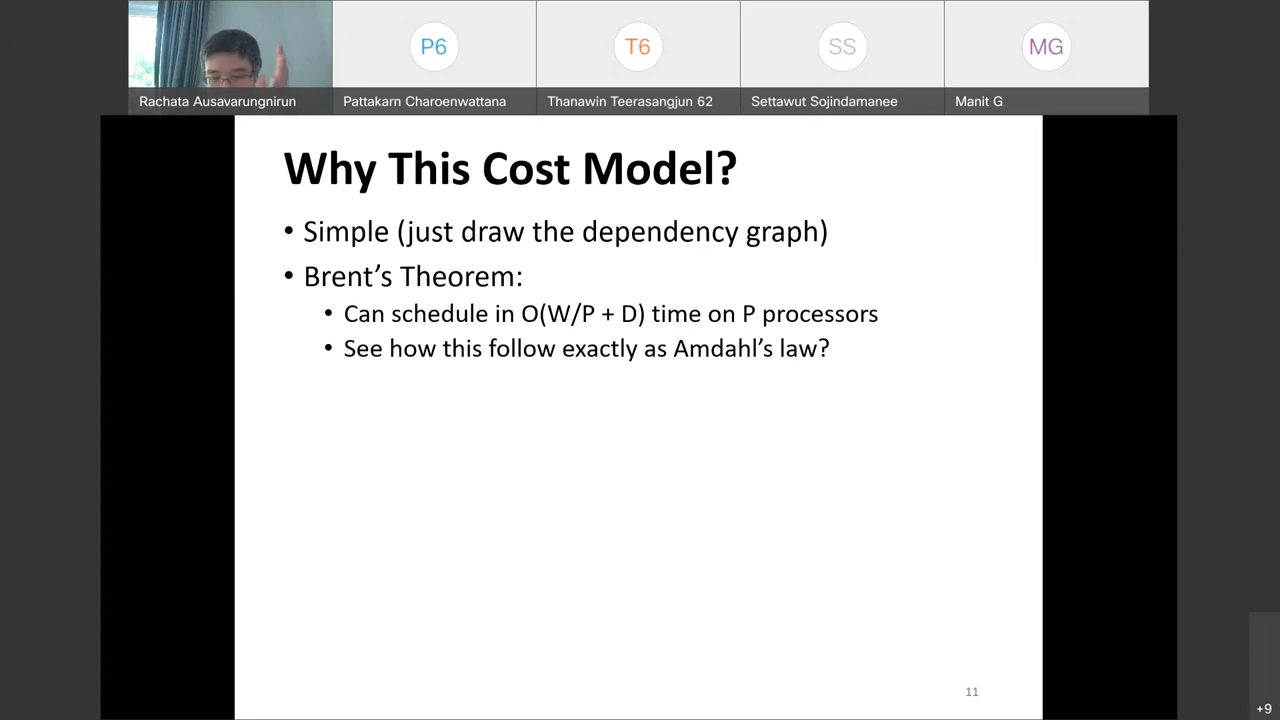 P6
T6
SS
MG
Rachata Ausavarungnirun
Pattakarn Charoenwattana
Thanawin Teerasangjun 62
Settawut Sojindamanee
Manit G
Why This Cost Model?
• Simple (just draw the dependency graph)
• Brent’s Theorem:
• Can schedule in O(W/P + D) time on P processors
• See how this follow exactly as Amdahl’s law?
11
+9